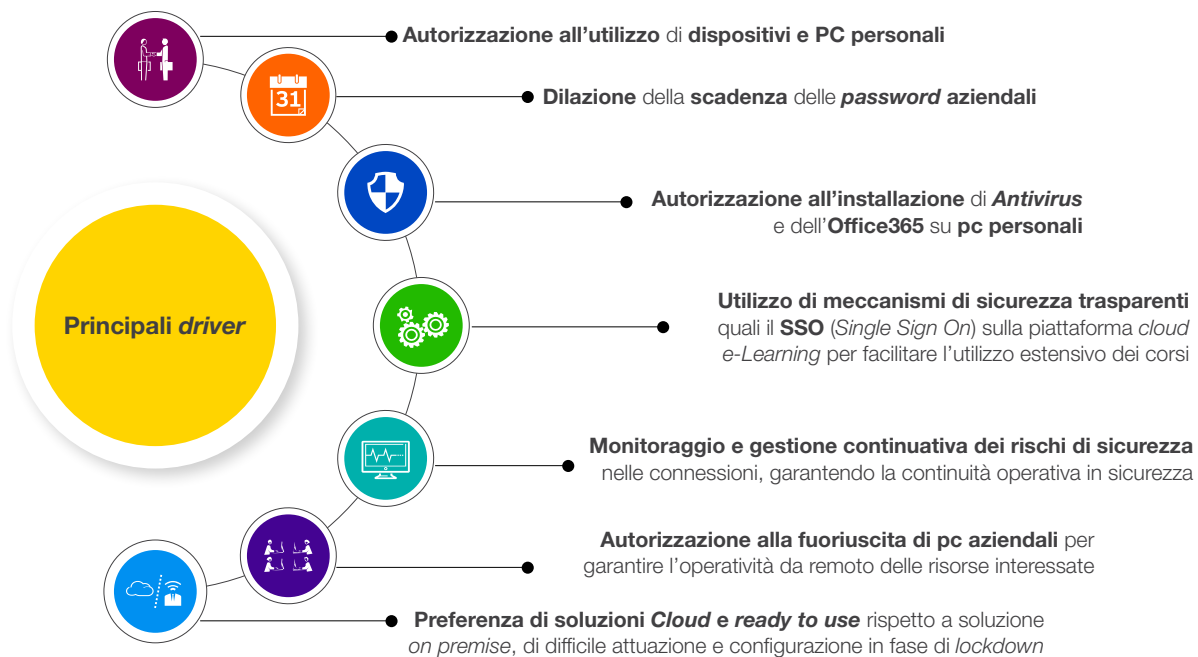 Autorizzazione all'utilizzo di dispositivi e PC personali
31
Dilazione della scadenza delle password aziendali
Autorizzazione all'installazione di Antivirus
e dell'Office365 su pc personali
Principali driver
Utilizzo di meccanismi di sicurezza trasparenti
quali il SSO (Single Sign On) sulla piattaforma cloud
e-Learning per facilitare l'utilizzo estensivo dei corsi
Monitoraggio e gestione continuativa dei rischi di sicurezza
nelle connessioni, garantendo la continuità operativa in sicurezza
Autorizzazione alla fuoriuscita di pc aziendali per
garantire l'operatività da remoto delle risorse interessate
Preferenza di soluzioni Cloud e ready to use rispetto a soluzione
on premise, di difficile attuazione e configurazione in fase di lockdown